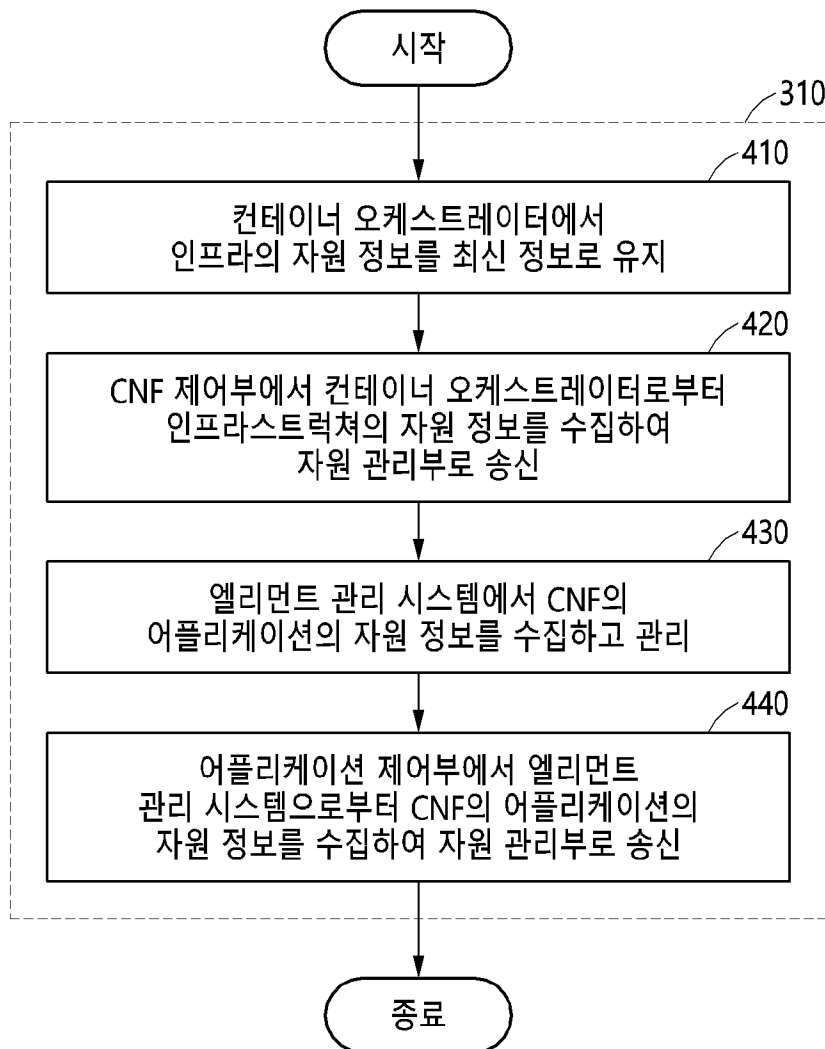 시작
310
410
컨테이너 오케스트레이터에서
인프라의 자원 정보를 최신 정보로 유지
420
CNF 제어부에서 컨테이너 오케스트레이터로부터
인프라스트럭쳐의 자원 정보를 수집하여
자원 관리부로 송신
430
엘리먼트 관리 시스템에서 CNF의
어플리케이션의 자원 정보를 수집하고 관리
440
어플리케이션 제어부에서 엘리먼트
관리 시스템으로부터 CNF의 어플리케이션의
자원 정보를 수집하여 자원 관리부로 송신
종료